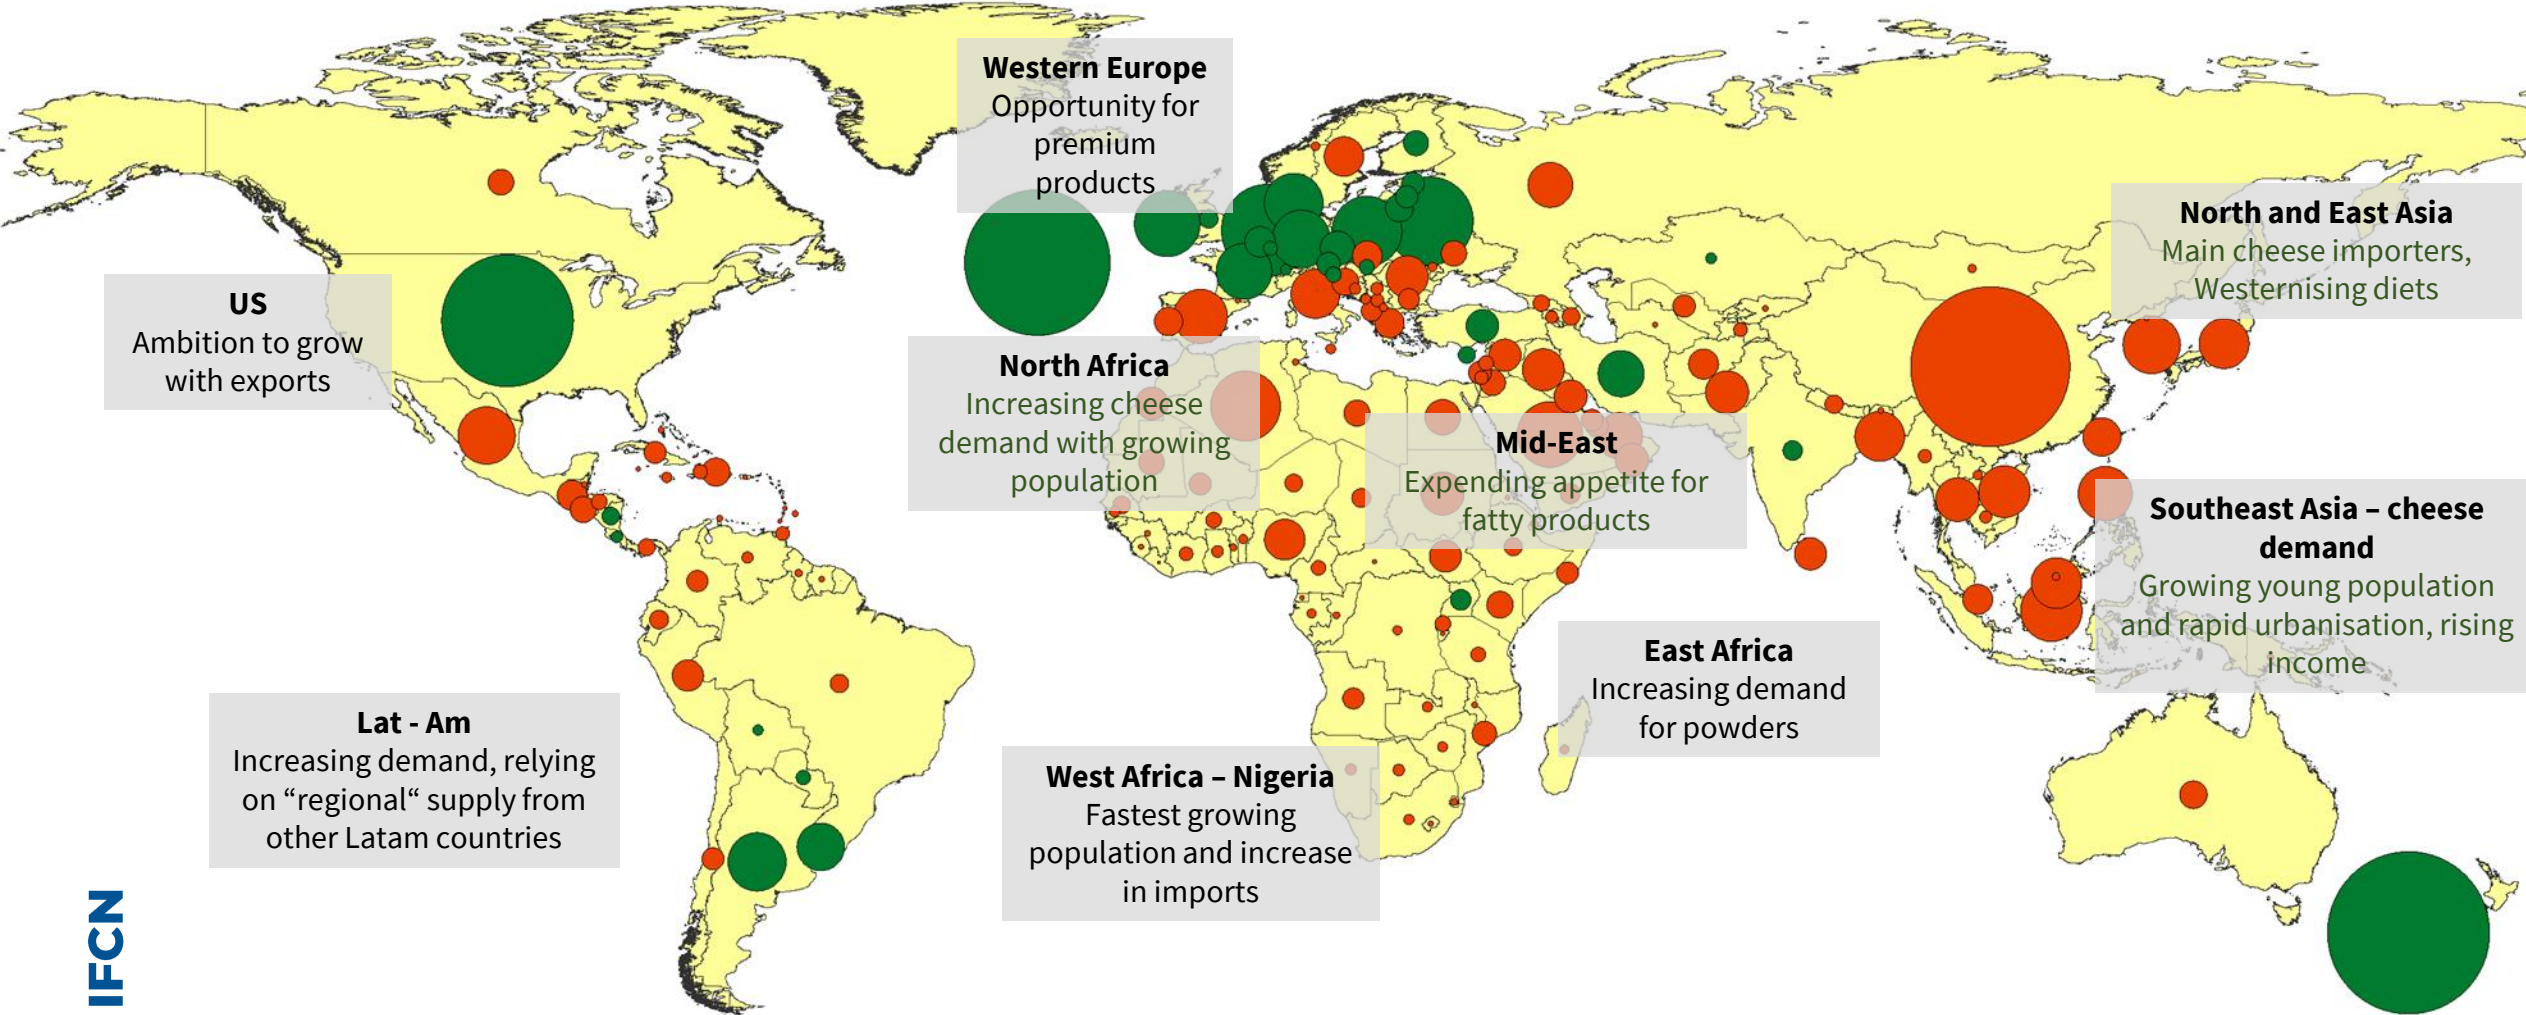 Western Europe
Opportunity for
premium
products
North and East Asia
Main cheese importers,
Westernising diets
US
Ambition to grow
with exports
North Africa
Increasing cheese
demand with growing
population
Mid-East
Expending appetite for
fatty products
Southeast Asia – cheese
demand
Growing young population
and rapid urbanisation, rising
income
East Africa
Increasing demand
for powders
Lat - Am
Increasing demand, relying
on “regional“ supply from
other Latam countries
West Africa – Nigeria
Fastest growing
population and increase
in imports
IFCN